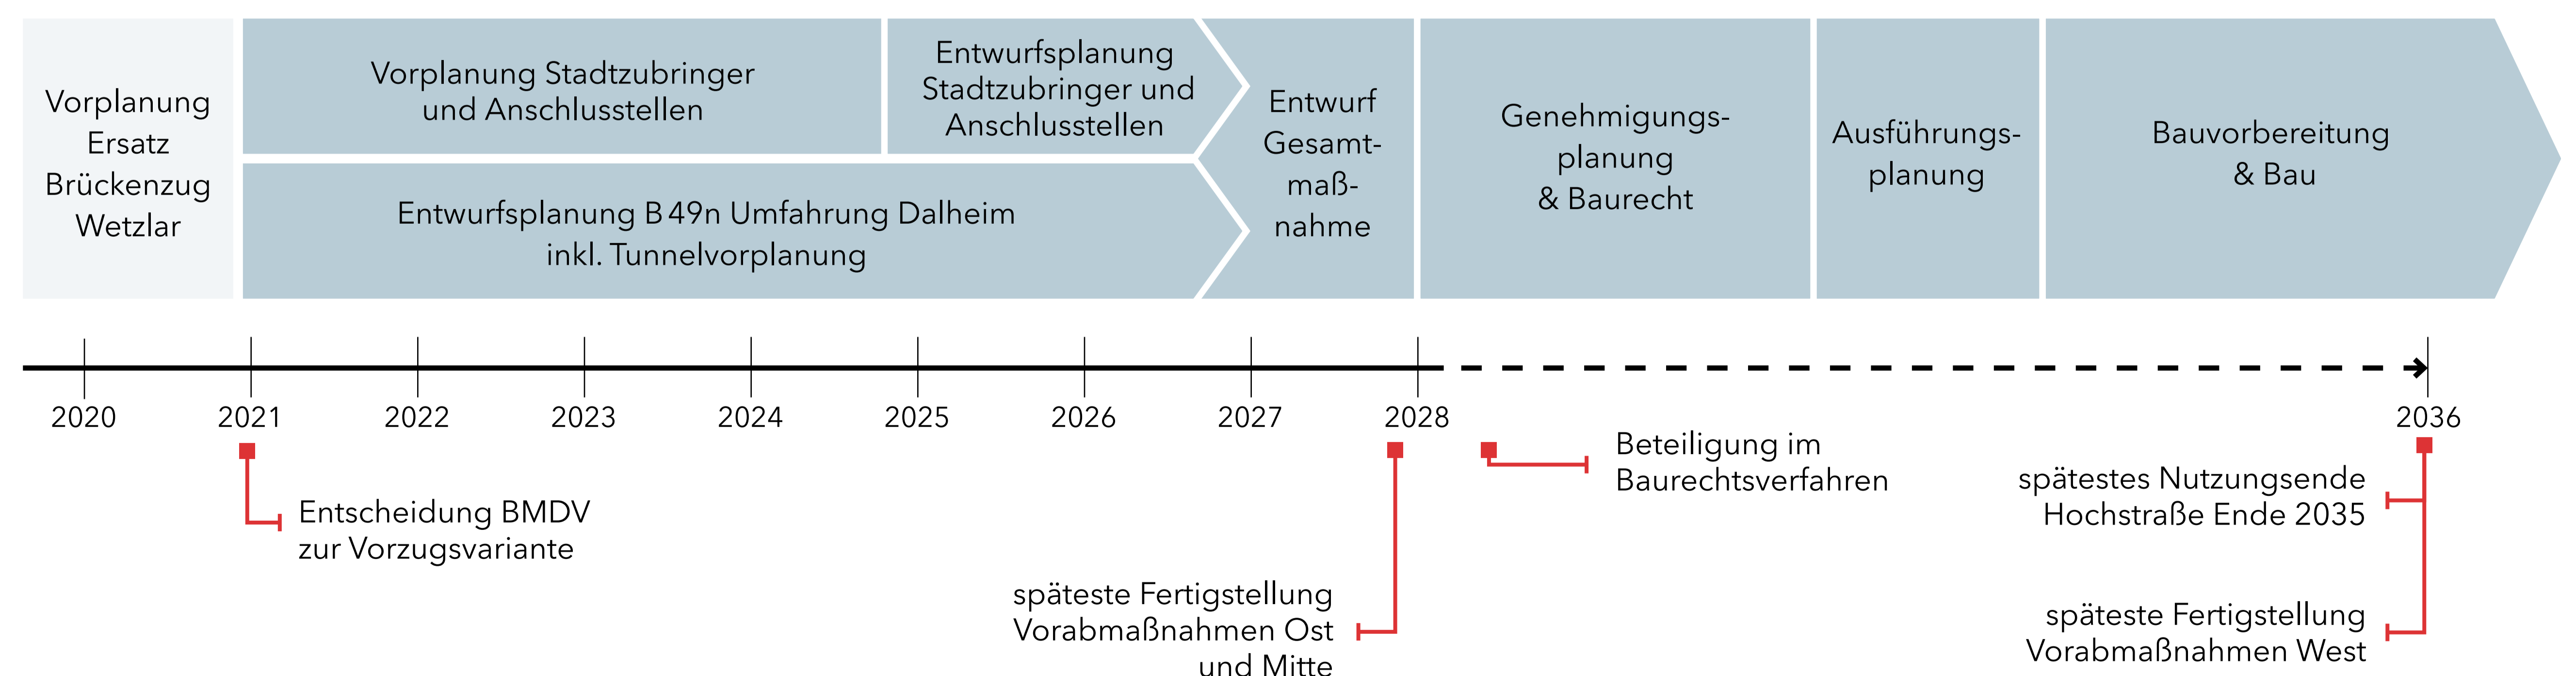 Vorplanung
Ersatz
Brückenzug
Wetzlar
Vorplanung Stadtzubringer
und Anschlusstellen
Entwurfsplanung
Stadtzubringer und
Anschlusstellen
Entwurfsplanung B 49n Umfahrung Dalheim
inkl. Tunnelvorplanung
Entwurf
Gesamt-
maß-
nahme
Genehmigungs-
planung
& Baurecht
Ausführungs-
planung
Bauvorbereitung
& Bau
2020
2021
2022
2023
2024
2025
2026
2027
2028
2036
Entscheidung BMDV
zur Vorzugsvariante
späteste Fertigstellung
Vorabmaßnahmen Ost
und Mitte
Beteiligung im
Baurechtsverfahren
spätestes Nutzungsende
Hochstraße Ende 2035
späteste Fertigstellung
Vorabmaßnahmen West